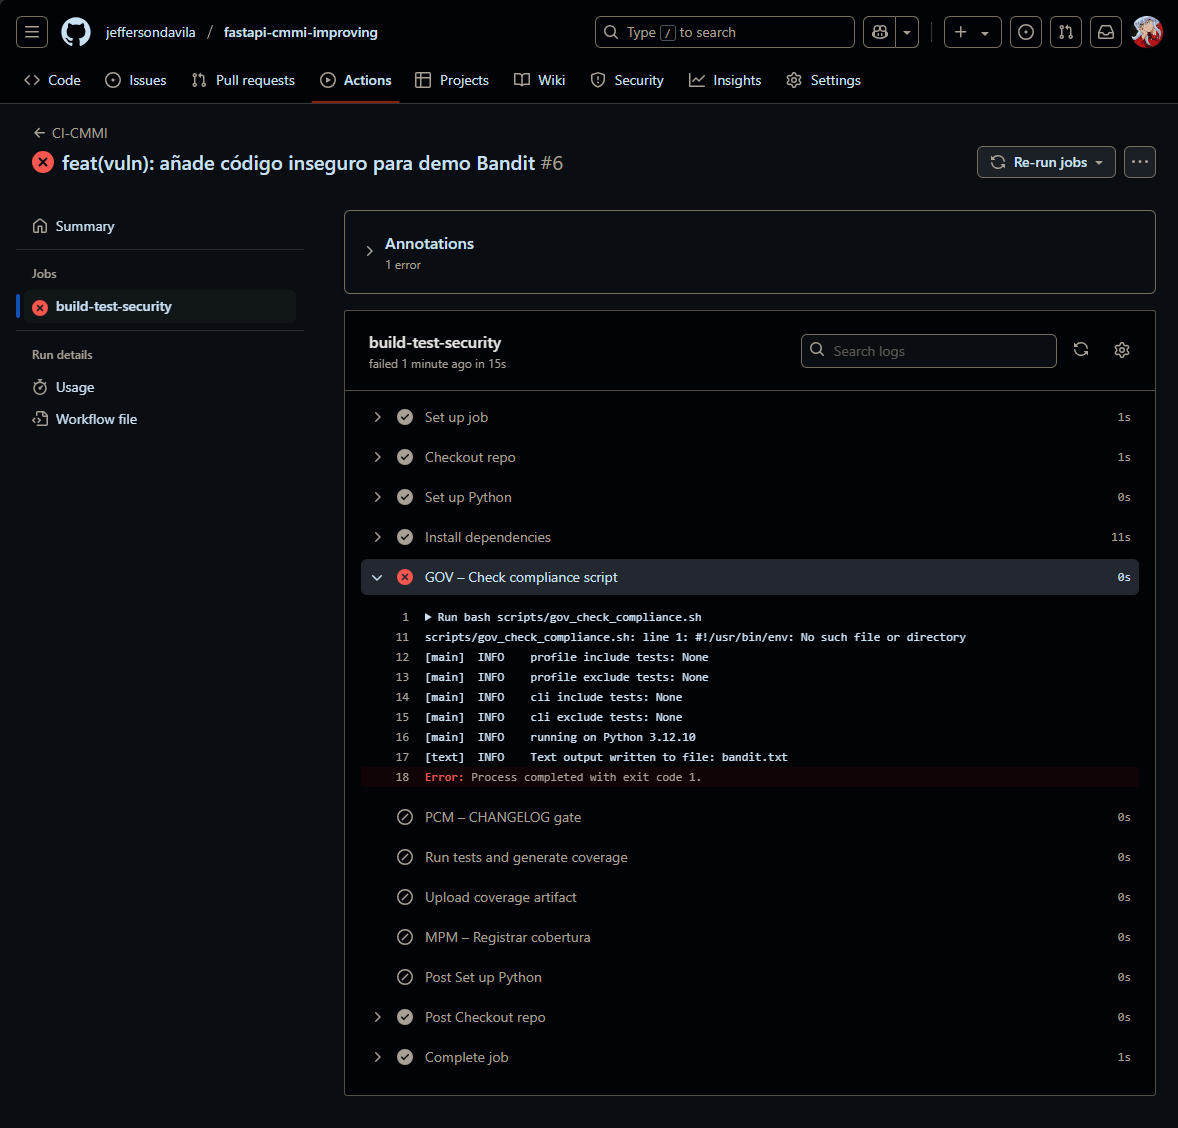 jeffersondavila / fastapi-cmmi-improving
Type / to search
Code
Issues
Pull requests
Actions
Projects
Wiki
Security
Insights
Settings
CI-CMMI
feat(vuln): añade código inseguro para demo Bandit #6
Re-run jobs
Summary
Jobs
build-test-security
Run details
Usage
Workflow file
Annotations
1 error
build-test-security
failed 1 minute ago in 15s
Search logs
Set up job 1s
Checkout repo 1s
Set up Python 0s
Install dependencies 11s
GOV – Check compliance script 0s
1 Run bash scripts/gov_check_compliance.sh
11 scripts/gov_check_compliance.sh: line 1: #!/usr/bin/env: No such file or directory
12 [main] INFO profile include tests: None
13 [main] INFO profile exclude tests: None
14 [main] INFO cli include tests: None
15 [main] INFO cli exclude tests: None
16 [main] INFO running on Python 3.12.10
17 [text] INFO Text output written to file: bandit.txt
18 Error: Process completed with exit code 1.
PCM – CHANGELOG gate 0s
Run tests and generate coverage 0s
Upload coverage artifact 0s
MPM – Registrar cobertura 0s
Post Set up Python 0s
Post Checkout repo 0s
Complete job 1s